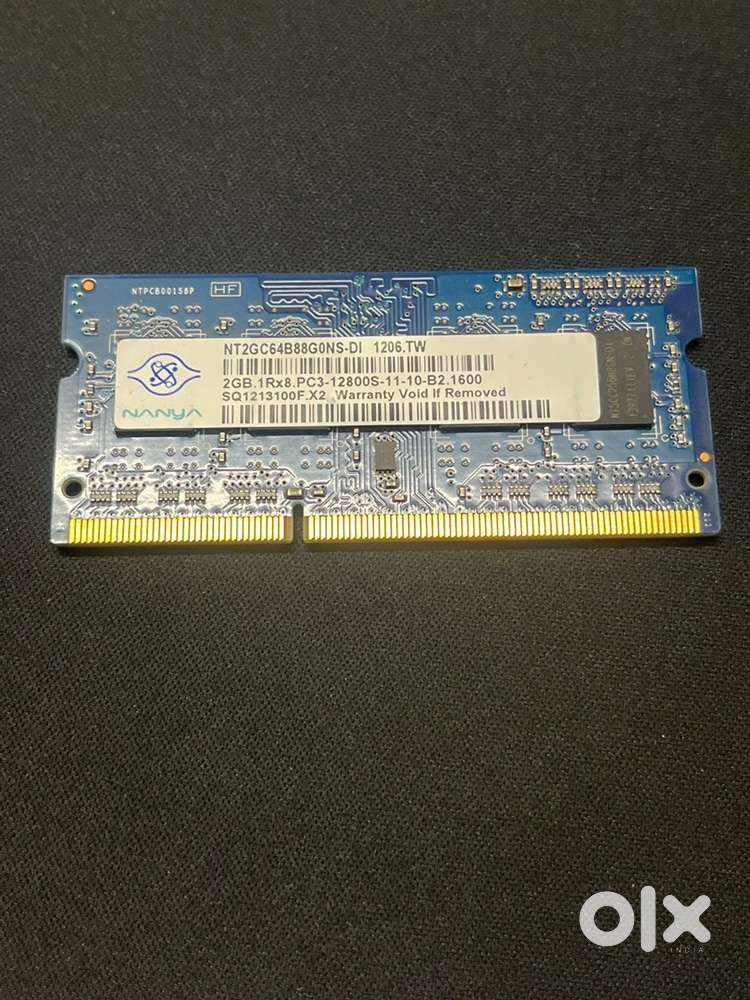 NTPCB00158P HF
NT2GC64B88G0NS-DI 1206.TW
2GB.1Rx8.PC3-12800S-11-10-B2.1600
SQ1213100F.X2 Warranty Void If Removed
NANYA
olx
INDIA